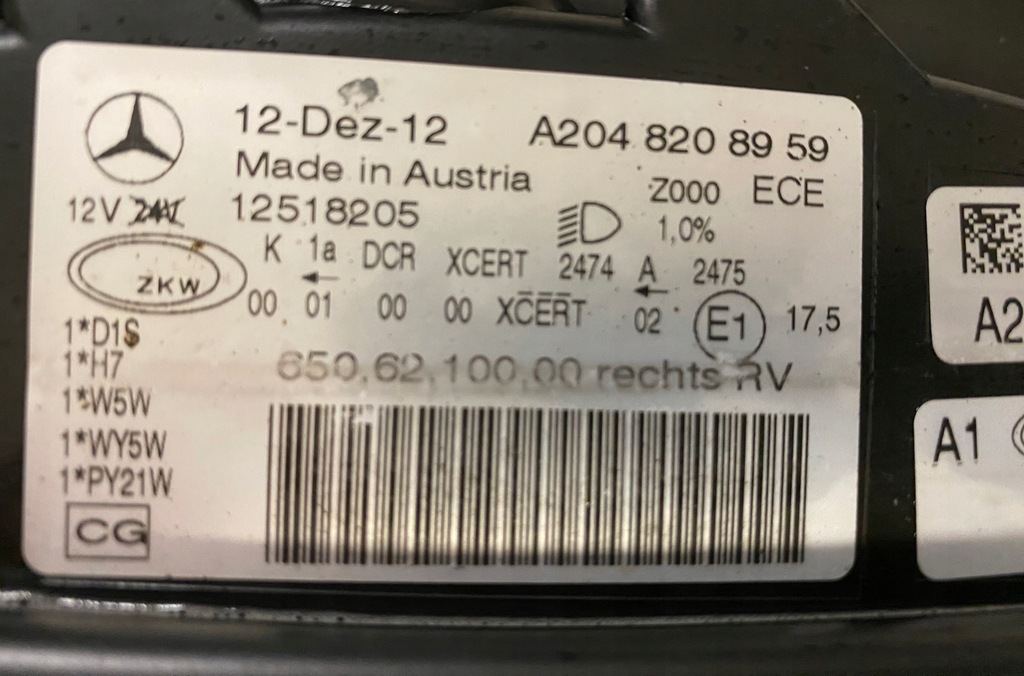 12-Dez-12 A204 820 89 59
Made in Austria Z000 ECE
12V 24V 12518205 1,0%
K 1a DCR XCERT 2474 A 2475
ZKW
00 01 00 00 XCERT 02 E1 17,5
1*D1S
1*H7
650.62.100.00 rechts RV
1*W5W
1*WY5W
1*PY21W
CG
A2
A1